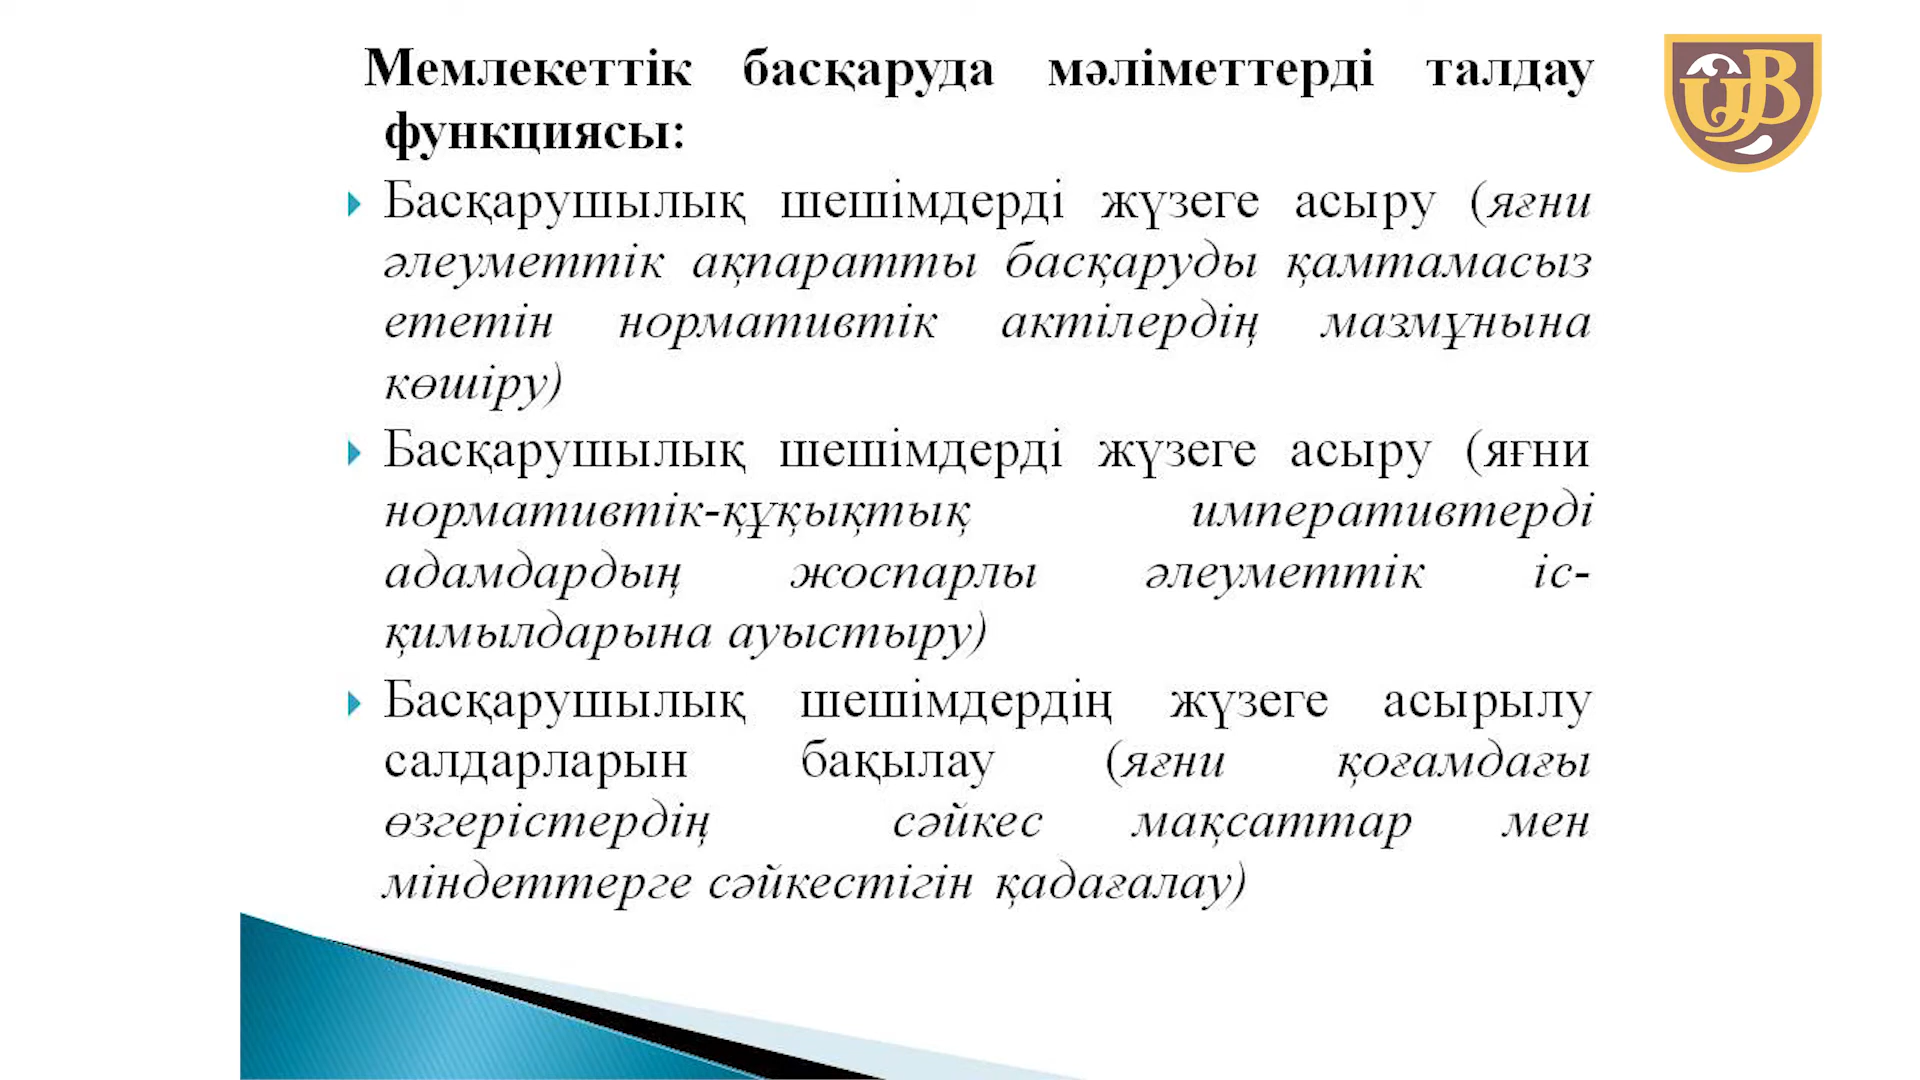 Мемлекеттік басқаруда мәліметтерді талдау
функциясы:
Басқарушылық шешімдерді жүзеге асыру (яғни
әлеуметтік ақпаратты басқаруды қамтамасыз
ететін нормативтік актілердің мазмұнына
көшіру)
Басқарушылық шешімдерді жүзеге асыру (яғни
нормативтік-құқықтық императивтерді
адамдардың жоспарлы әлеуметтік іс-
қимылдарына ауыстыру)
Басқарушылық шешімдердің жүзеге асырылу
салдарларын бақылау (яғни қоғамдағы
өзгерістердің сәйкес мақсаттар мен
міндеттерге сәйкестігін қадағалау)